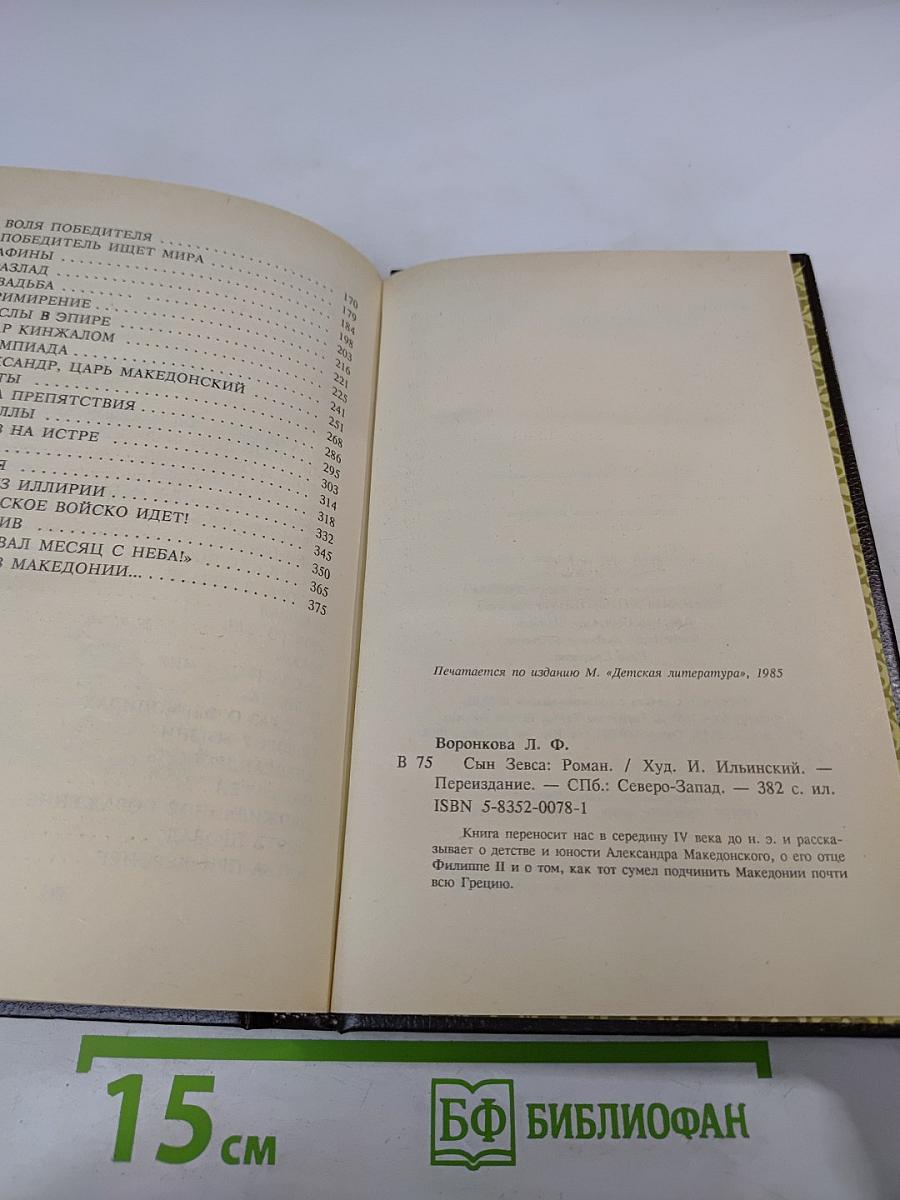 ВОЛЯ ПОБЕДИТЕЛЯ
ПОБЕДИТЕЛЬ ИЩЕТ МИРА
АФИНЫ
АЗЛАД
ВАДЬБА
РИМИРЕНИЕ
СЛЫ В ЭПИРЕ
АР КИНЖАЛОМ
МПИАДА
КСАНДР, ЦАРЬ МАКЕДОНСКИЙ
ТЫ
А ПРЕПЯТСТВИЯ
ЛЛЫ
В НА ИСТРЕ
Я
ИЗ ИЛЛИРИИ
СКОЕ ВОЙСКО ИДЕТ!
ИВ
ВАЛ МЕСЯЦ С НЕБА!»
В МАКЕДОНИИ...
170
179
184
198
203
216
221
225
241
251
268
286
295
303
314
318
332
345
350
365
375
Печатается по изданию М. «Детская литература», 1985
Воронкова Л. Ф.
В 75 Сын Зевса: Роман. / Худ. И. Ильинский. —
Переиздание. — СПб.: Северо-Запад. — 382 с. ил.
ISBN 5-8352-0078-1
Книга переносит нас в середину IV века до н. э. и расска-
зывает о детстве и юности Александра Македонского, о его отце
Филиппе II и о том, как тот сумел подчинить Македонии почти
всю Грецию.
15 см
БФ БИБЛИОФАН